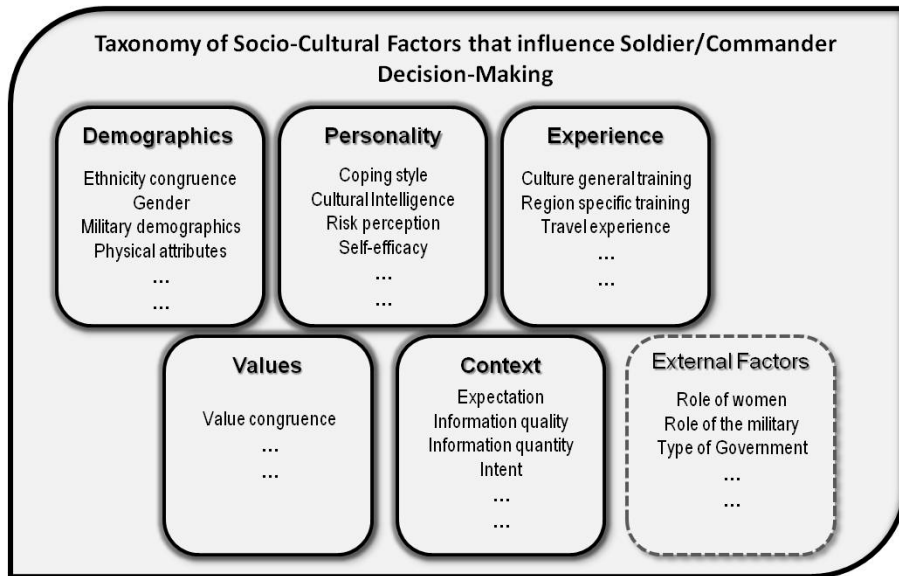 Taxonomy of Socio-Cultural Factors that influence Soldier/Commander
Decision-Making
Demographics
Ethnicity congruence
Gender
Military demographics
Physical attributes
...
...
Personality
Coping style
Cultural Intelligence
Risk perception
Self-efficacy
...
...
Experience
Culture general training
Region specific training
Travel experience
...
...
Values
Value congruence
...
...
Context
Expectation
Information quality
Information quantity
Intent
...
...
External Factors
Role of women
Role of the military
Type of Government
...
...